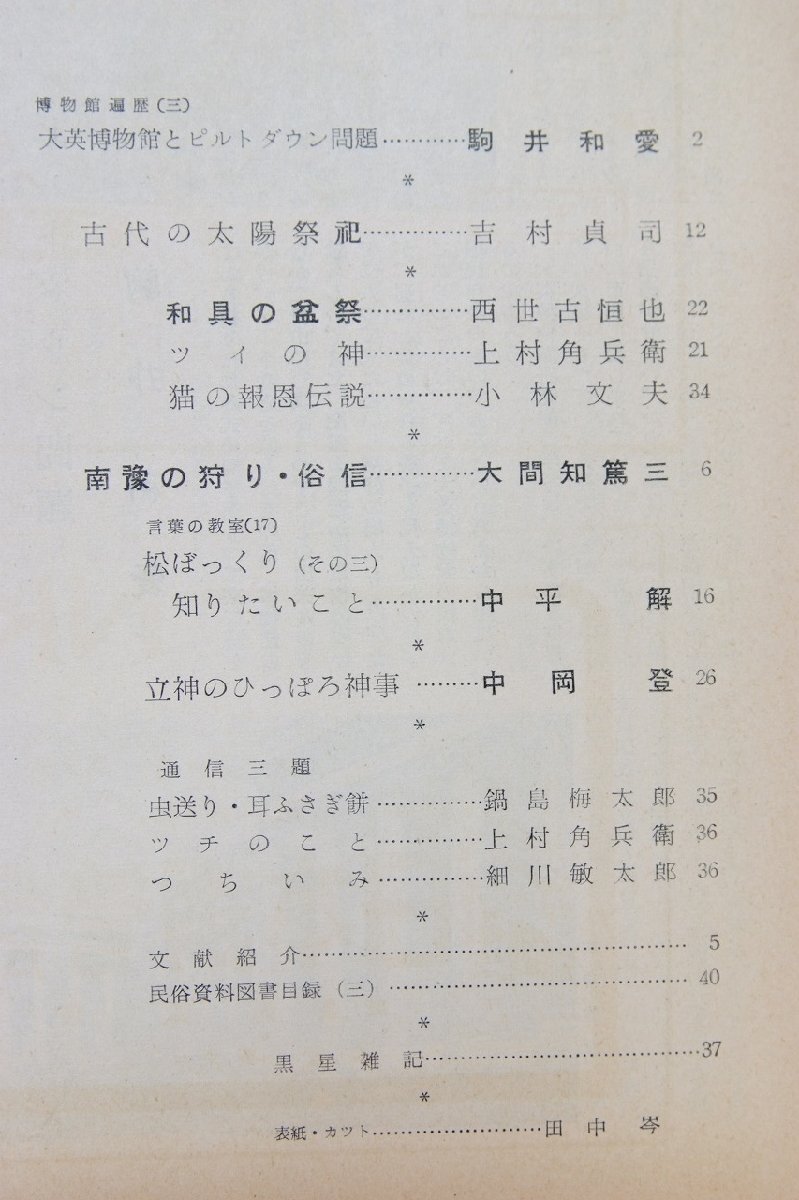 博物館遍歴(三)
大英博物館とピルトダウン問題…………駒井和愛 2
*
古代の太陽祭祀……………吉村貞司 12
*
和具の盆祭……………西世古恒也 22
ツイの神……………上村角兵衛 21
猫の報恩伝説……………小林文夫 34
*
南豫の狩り・俗信……………大間知篤三 6
言葉の教室(17)
松ぼっくり(その三)
知りたいこと……………中平解 16
*
立神のひっぽろ神事………中岡登 26
*
通信三題
虫送り・耳ふさぎ餅……………鍋島梅太郎 35
ツチのこと……………上村角兵衛 36
つちいみ……………細川敏太郎 36
*
文献紹介……………………………………………… 5
民俗資料図書目録(三)…………………………………… 40
*
黒星雑記…………………………………37
*
表紙・カット……………………田中岑